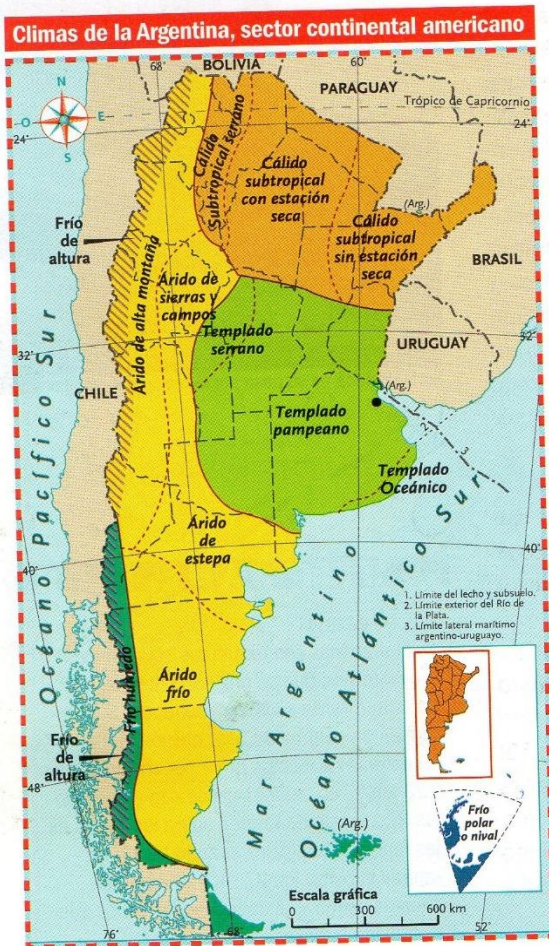 Climas de la Argentina, sector continental americano
68°
BOLIVIA
60°
PARAGUAY
Trópico de Capricornio
N
O
E
S
24°
24°
Cálido
Subtropical serrano
Cálido
subtropical
con estación
seca
(Arg.)
Cálido
subtropical
sin estación
seca
BRASIL
Frío
de
altura
Árido de alta montaña
Árido de
sierras y
campos
Templado
serrano
32°
32°
URUGUAY
CHILE
(Arg.)
Templado
pampeano
1
2
3
Templado
Oceánico
Océano Pacífico Sur
Árido
de
estepa
40°
40°
Mar Argentino
Océano Atlántico Sur
1. Límite del lecho y subsuelo.
2. Límite exterior del Río de
la Plata.
3. Límite lateral marítimo
argentino-uruguayo.
Árido
frío
Frío húmedo
Frío
de
altura
48°
(Arg.)
Frío
polar
o nival
Escala gráfica
0 300 600 km
76°
68°
52°